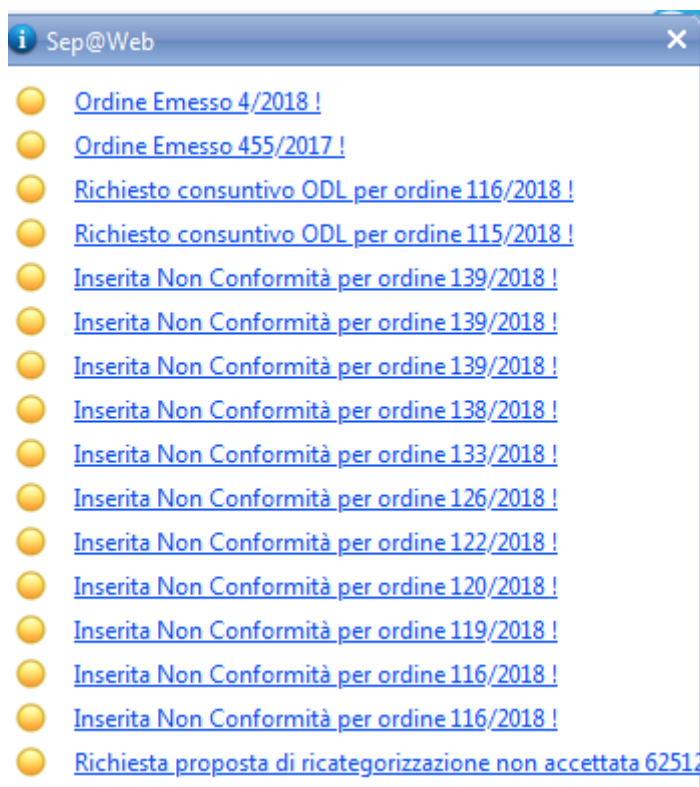 Sep@Web
Ordine Emesso 4/2018 !
Ordine Emesso 455/2017 !
Richiesto consuntivo ODL per ordine 116/2018 !
Richiesto consuntivo ODL per ordine 115/2018 !
Inserita Non Conformità per ordine 139/2018 !
Inserita Non Conformità per ordine 139/2018 !
Inserita Non Conformità per ordine 139/2018 !
Inserita Non Conformità per ordine 138/2018 !
Inserita Non Conformità per ordine 133/2018 !
Inserita Non Conformità per ordine 126/2018 !
Inserita Non Conformità per ordine 122/2018 !
Inserita Non Conformità per ordine 120/2018 !
Inserita Non Conformità per ordine 119/2018 !
Inserita Non Conformità per ordine 116/2018 !
Inserita Non Conformità per ordine 116/2018 !
Richiesta proposta di ricategorizzazione non accettata 62512